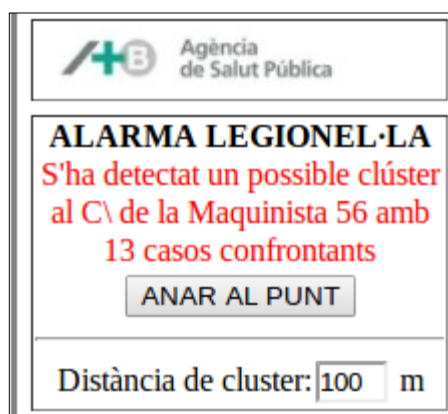 Agència
de Salut Pública
ALARMA LEGIONEL·LA
S'ha detectat un possible clúster
al C\ de la Maquinista 56 amb
13 casos confrontants
ANAR AL PUNT
Distància de cluster: 100 m